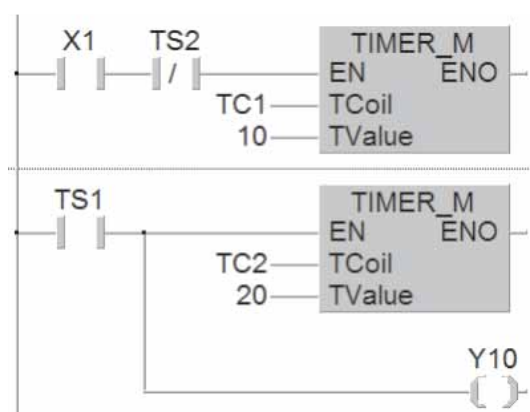 X1 TS2 TIMER_M
EN ENO
TC1 TCoil
10 TValue
TS1 TIMER_M
EN ENO
TC2 TCoil
20 TValue
Y10